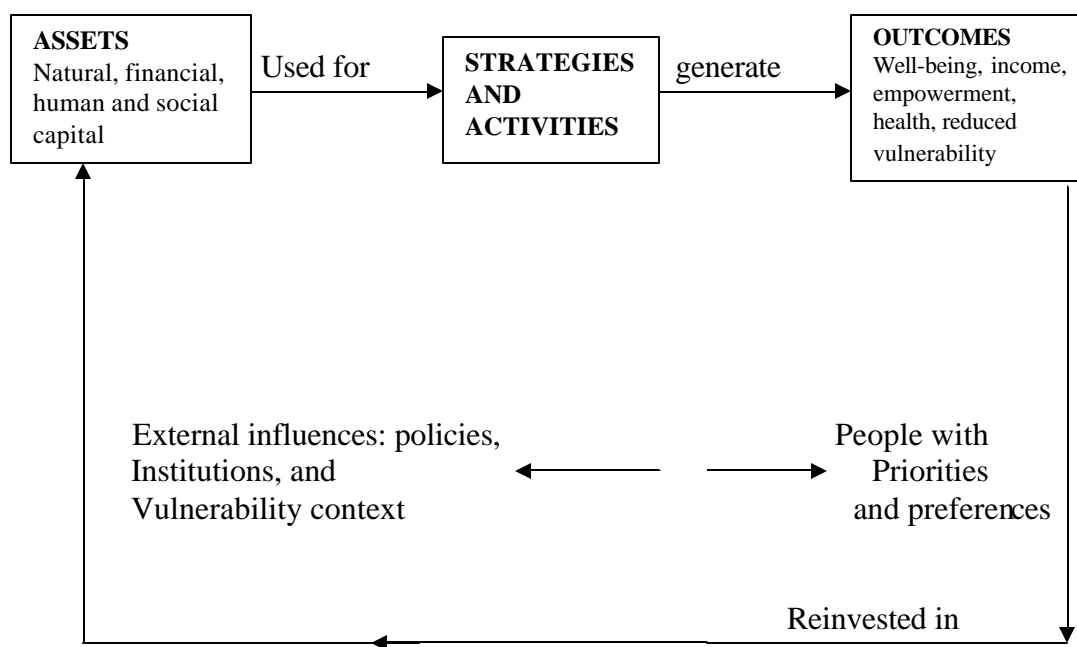 ASSETS
Natural, financial,
human and social
capital
Used for
STRATEGIES
AND
ACTIVITIES
generate
OUTCOMES
Well-being, income,
empowerment,
health, reduced
vulnerability
External influences: policies,
Institutions, and
Vulnerability context
People with
Priorities
and preferences
Reinvested in